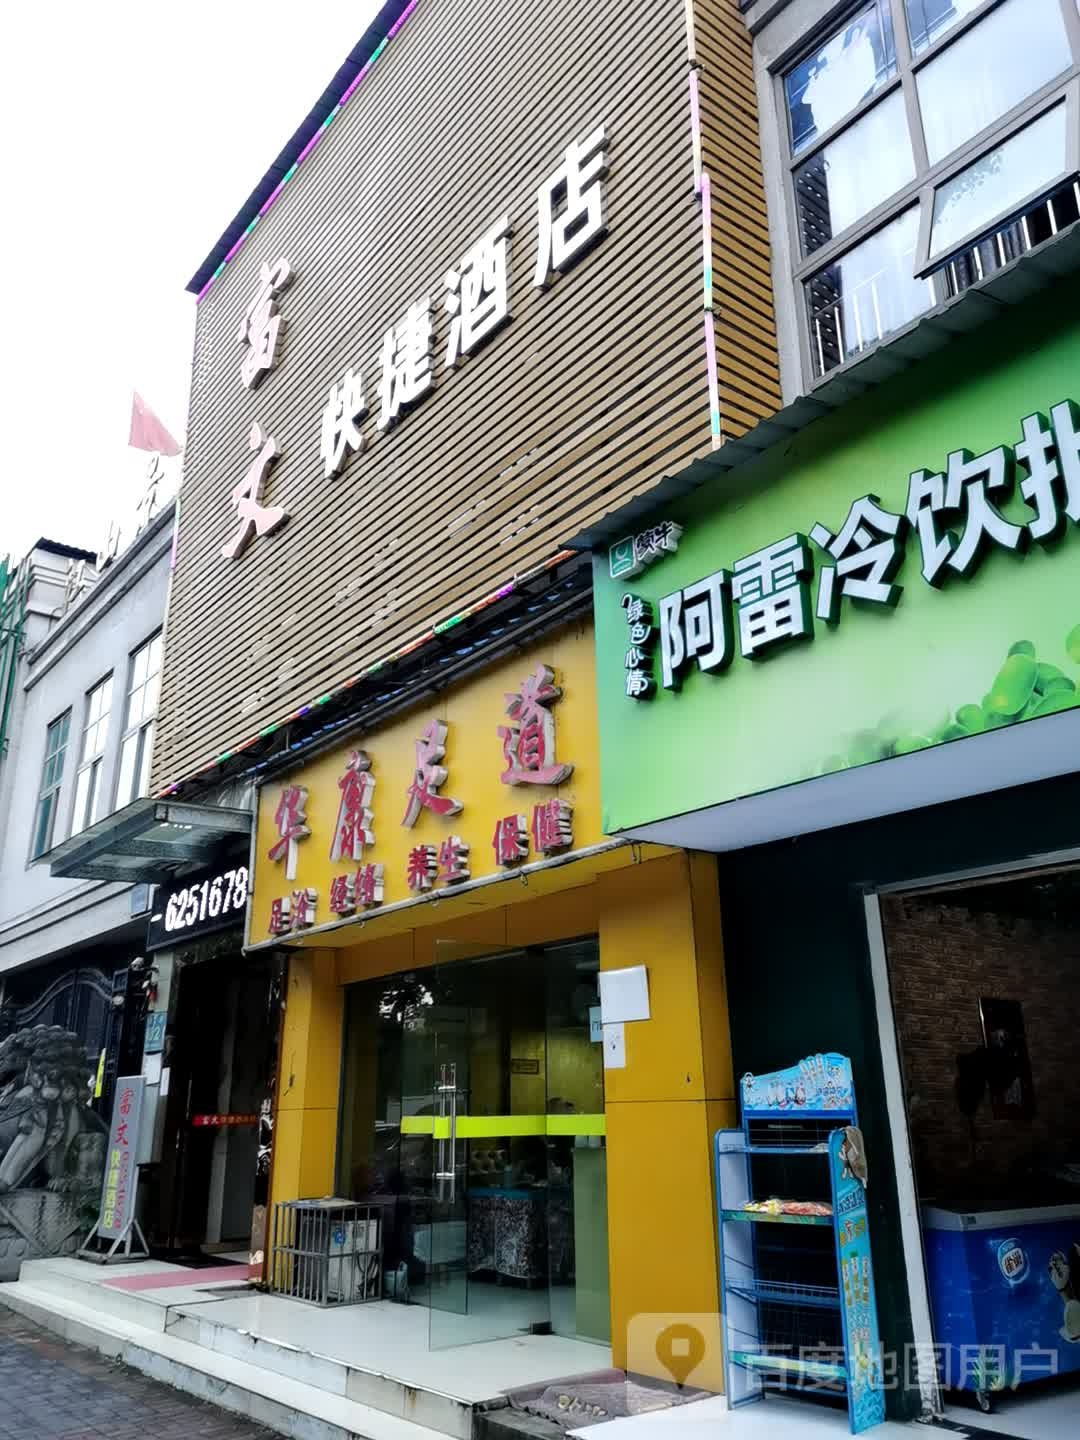 富文
快捷酒店
蒙牛
绿色心情
阿雷冷饮批
华康足道
足浴 经络 养生 保健
6251678
富文
快捷酒店
百度地图用户